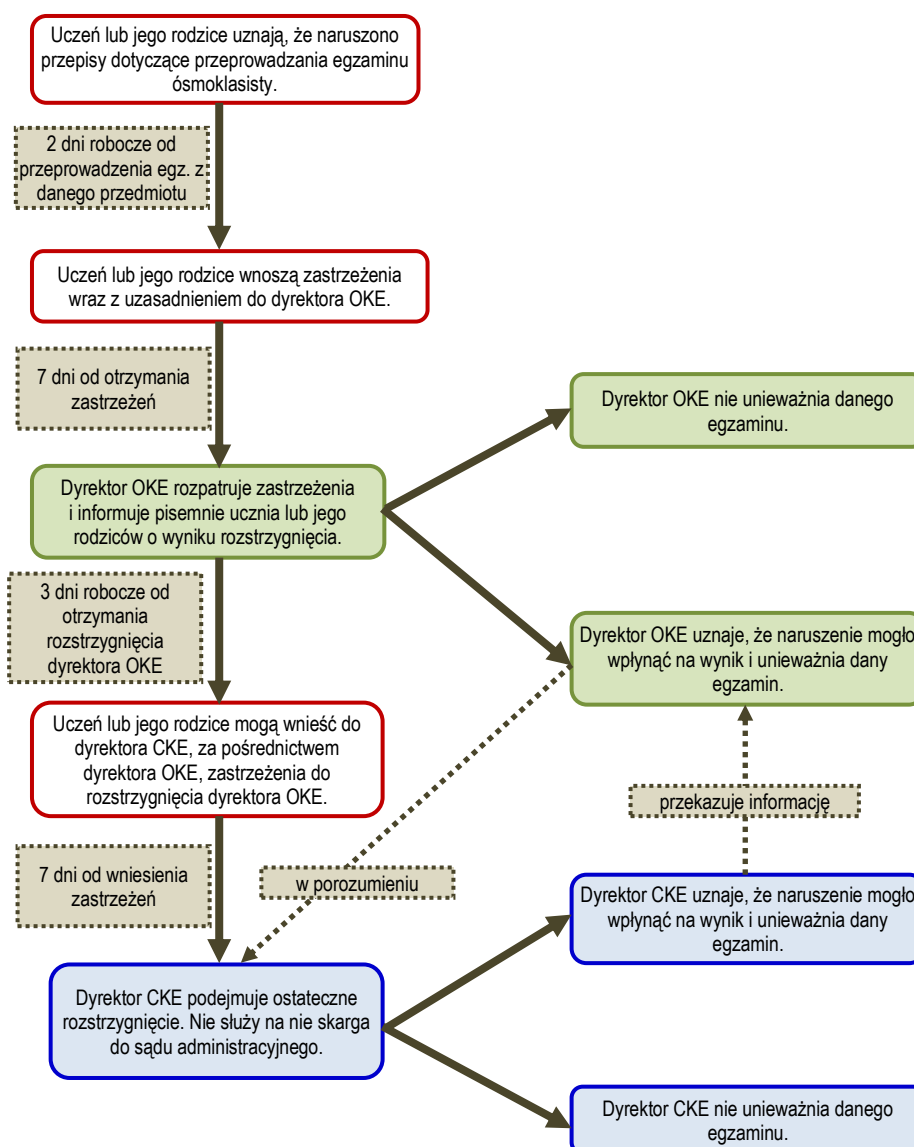 Uczeń lub jego rodzice uznają, że naruszono
przepisy dotyczące przeprowadzania egzaminu
ósmoklasisty.
2 dni robocze od
przeprowadzenia egz. z
danego przedmiotu
Uczeń lub jego rodzice wnoszą zastrzeżenia
wraz z uzasadnieniem do dyrektora OKE.
7 dni od otrzymania
zastrzeżeń
Dyrektor OKE nie unieważnia danego
egzaminu.
Dyrektor OKE rozpatruje zastrzeżenia
i informuje pisemnie ucznia lub jego
rodziców o wyniku rozstrzygnięcia.
3 dni robocze od
otrzymania
rozstrzygnięcia
dyrektora OKE
Dyrektor OKE uznaje, że naruszenie mogło
wpłynąć na wynik i unieważnia dany
egzamin.
Uczeń lub jego rodzice mogą wnieść do
dyrektora CKE, za pośrednictwem
dyrektora OKE, zastrzeżenia do
rozstrzygnięcia dyrektora OKE.
przekazuje informację
7 dni od wniesienia
zastrzeżeń
w porozumieniu
Dyrektor CKE uznaje, że naruszenie mogło
wpłynąć na wynik i unieważnia dany
egzamin.
Dyrektor CKE podejmuje ostateczne
rozstrzygnięcie. Nie służy na nie skarga
do sądu administracyjnego.
Dyrektor CKE nie unieważnia danego
egzaminu.